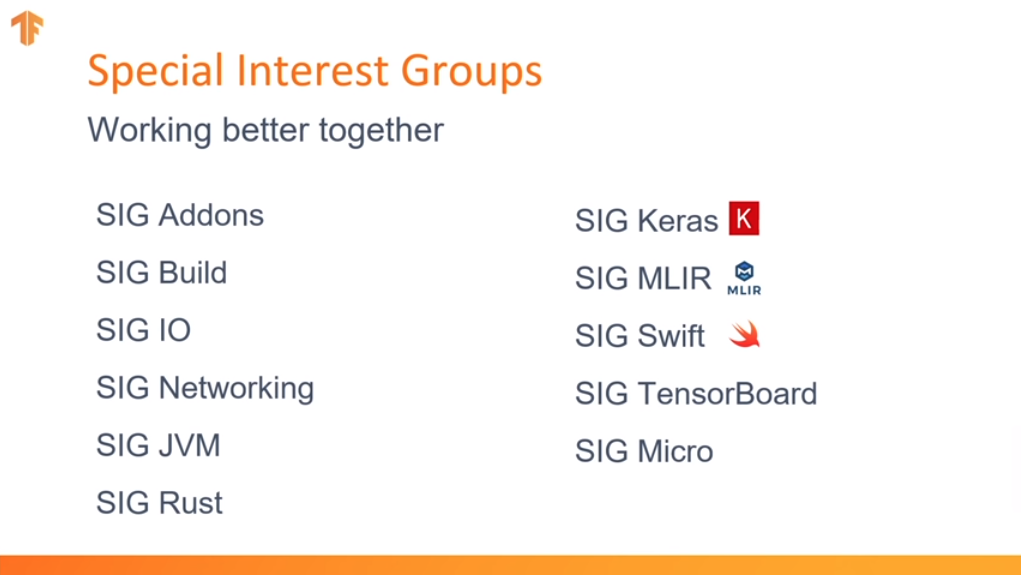 Special Interest Groups
Working better together
SIG Addons
SIG Build
SIG IO
SIG Networking
SIG JVM
SIG Rust
SIG Keras K
SIG MLIR MLIR
SIG Swift
SIG TensorBoard
SIG Micro